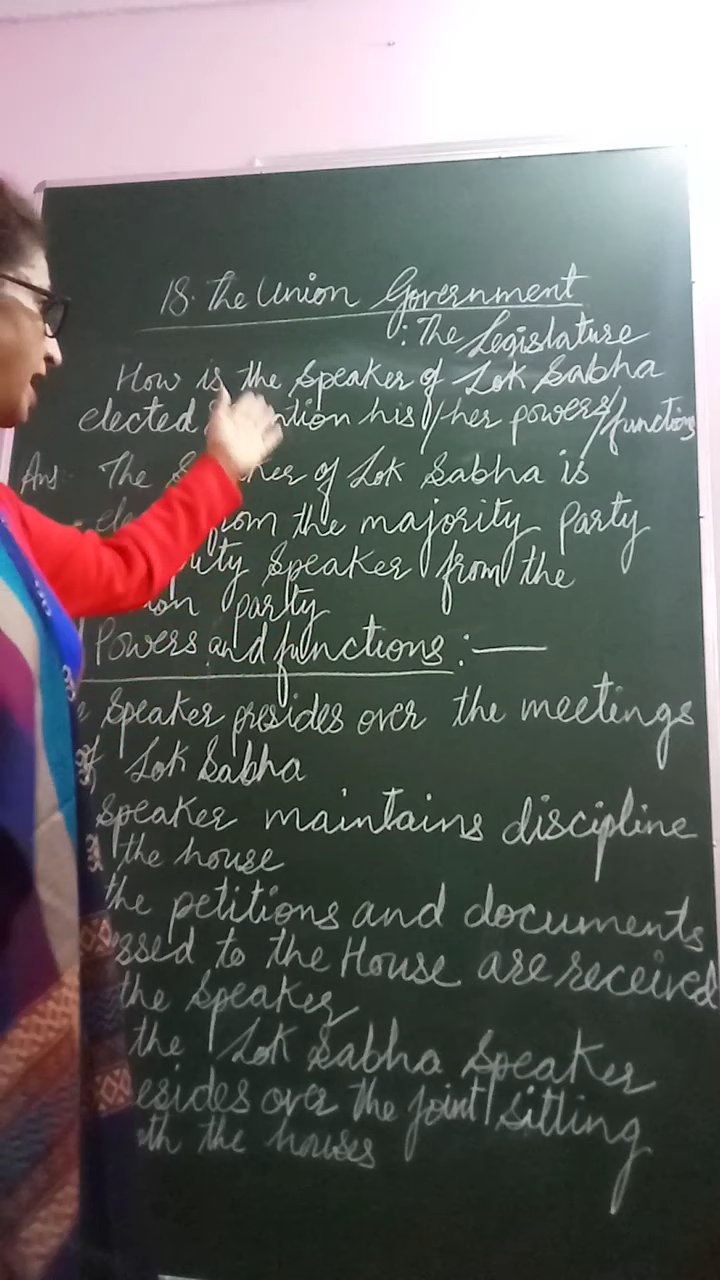 18. The Union Government
: The Legislature
How is the Speaker of Lok Sabha
elected his/her powers/functions
Ans The of Lok Sabha is
the majority party
Speaker from the
party
Powers and functions :—
Speaker presides over the meetings
of Lok Sabha
Speaker maintains discipline
the house
the petitions and documents
to the House are received
the Speaker
the Lok Sabha Speaker
over the joint sitting
the houses